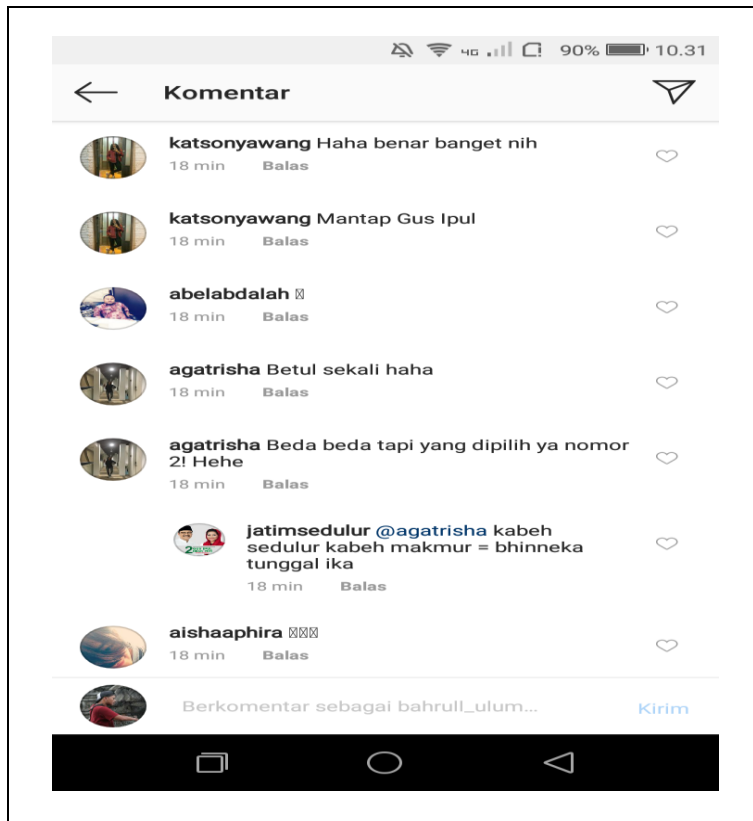 4G 90% 10.31
Komentar
katsonyawang Haha benar banget nih
18 min Balas
katsonyawang Mantap Gus Ipul
18 min Balas
abelabdalah
18 min Balas
agatrisha Betul sekali haha
18 min Balas
agatrisha Beda beda tapi yang dipilih ya nomor
2! Hehe
18 min Balas
jatimsedulur @agatrisha kabeh
sedulur kabeh makmur = bhinneka
tunggal ika
18 min Balas
aishaaphira
18 min Balas
Berkomentar sebagai bahrull_ulum... Kirim